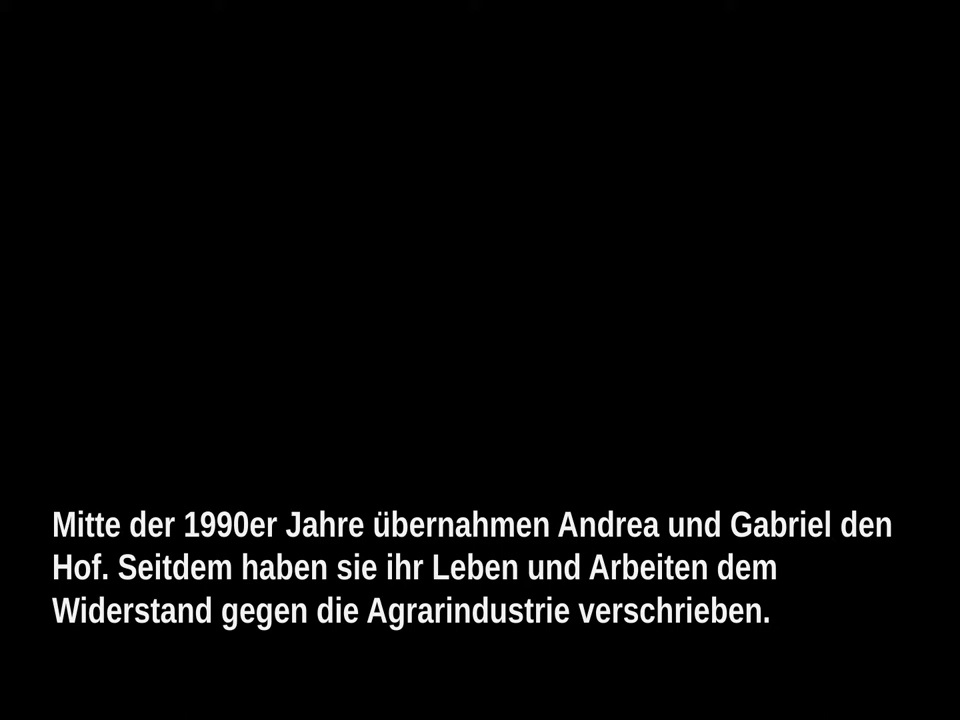 Mitte der 1990er Jahre übernahmen Andrea und Gabriel den
Hof. Seitdem haben sie ihr Leben und Arbeiten dem
Widerstand gegen die Agrarindustrie verschrieben.